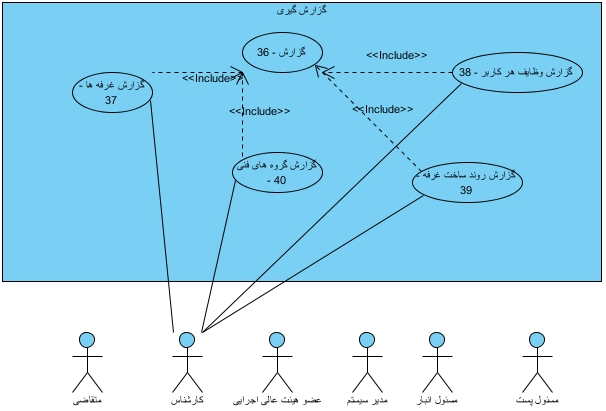 گزارش گیری
گزارش - 36
<<Include>>
گزارش وظایف هر کاربر - 38
<<Include>>
گزارش غرفه ها -
37
<<Include>>
<<Include>>
گزارش گروه های فنی
- 40
گزارش روند ساخت غرفه -
39
متقاضی
کارشناس
عضو هیئت عالی اجرایی
مدیر سیستم
مسئول انبار
مسئول پست